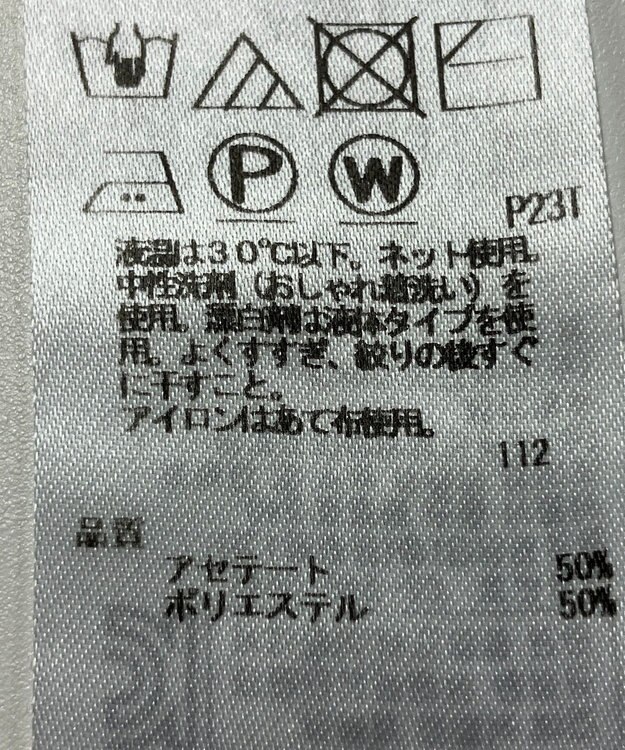 P W
P23T
液温は30℃以下。ネット使用。
中性洗剤(おしゃれ着洗い)を
使用。漂白剤は液体タイプを使
用。よくすすぎ、絞りの後すぐ
に干すこと。
アイロンはあて布使用。
112
品質
アセテート 50%
ポリエステル 50%